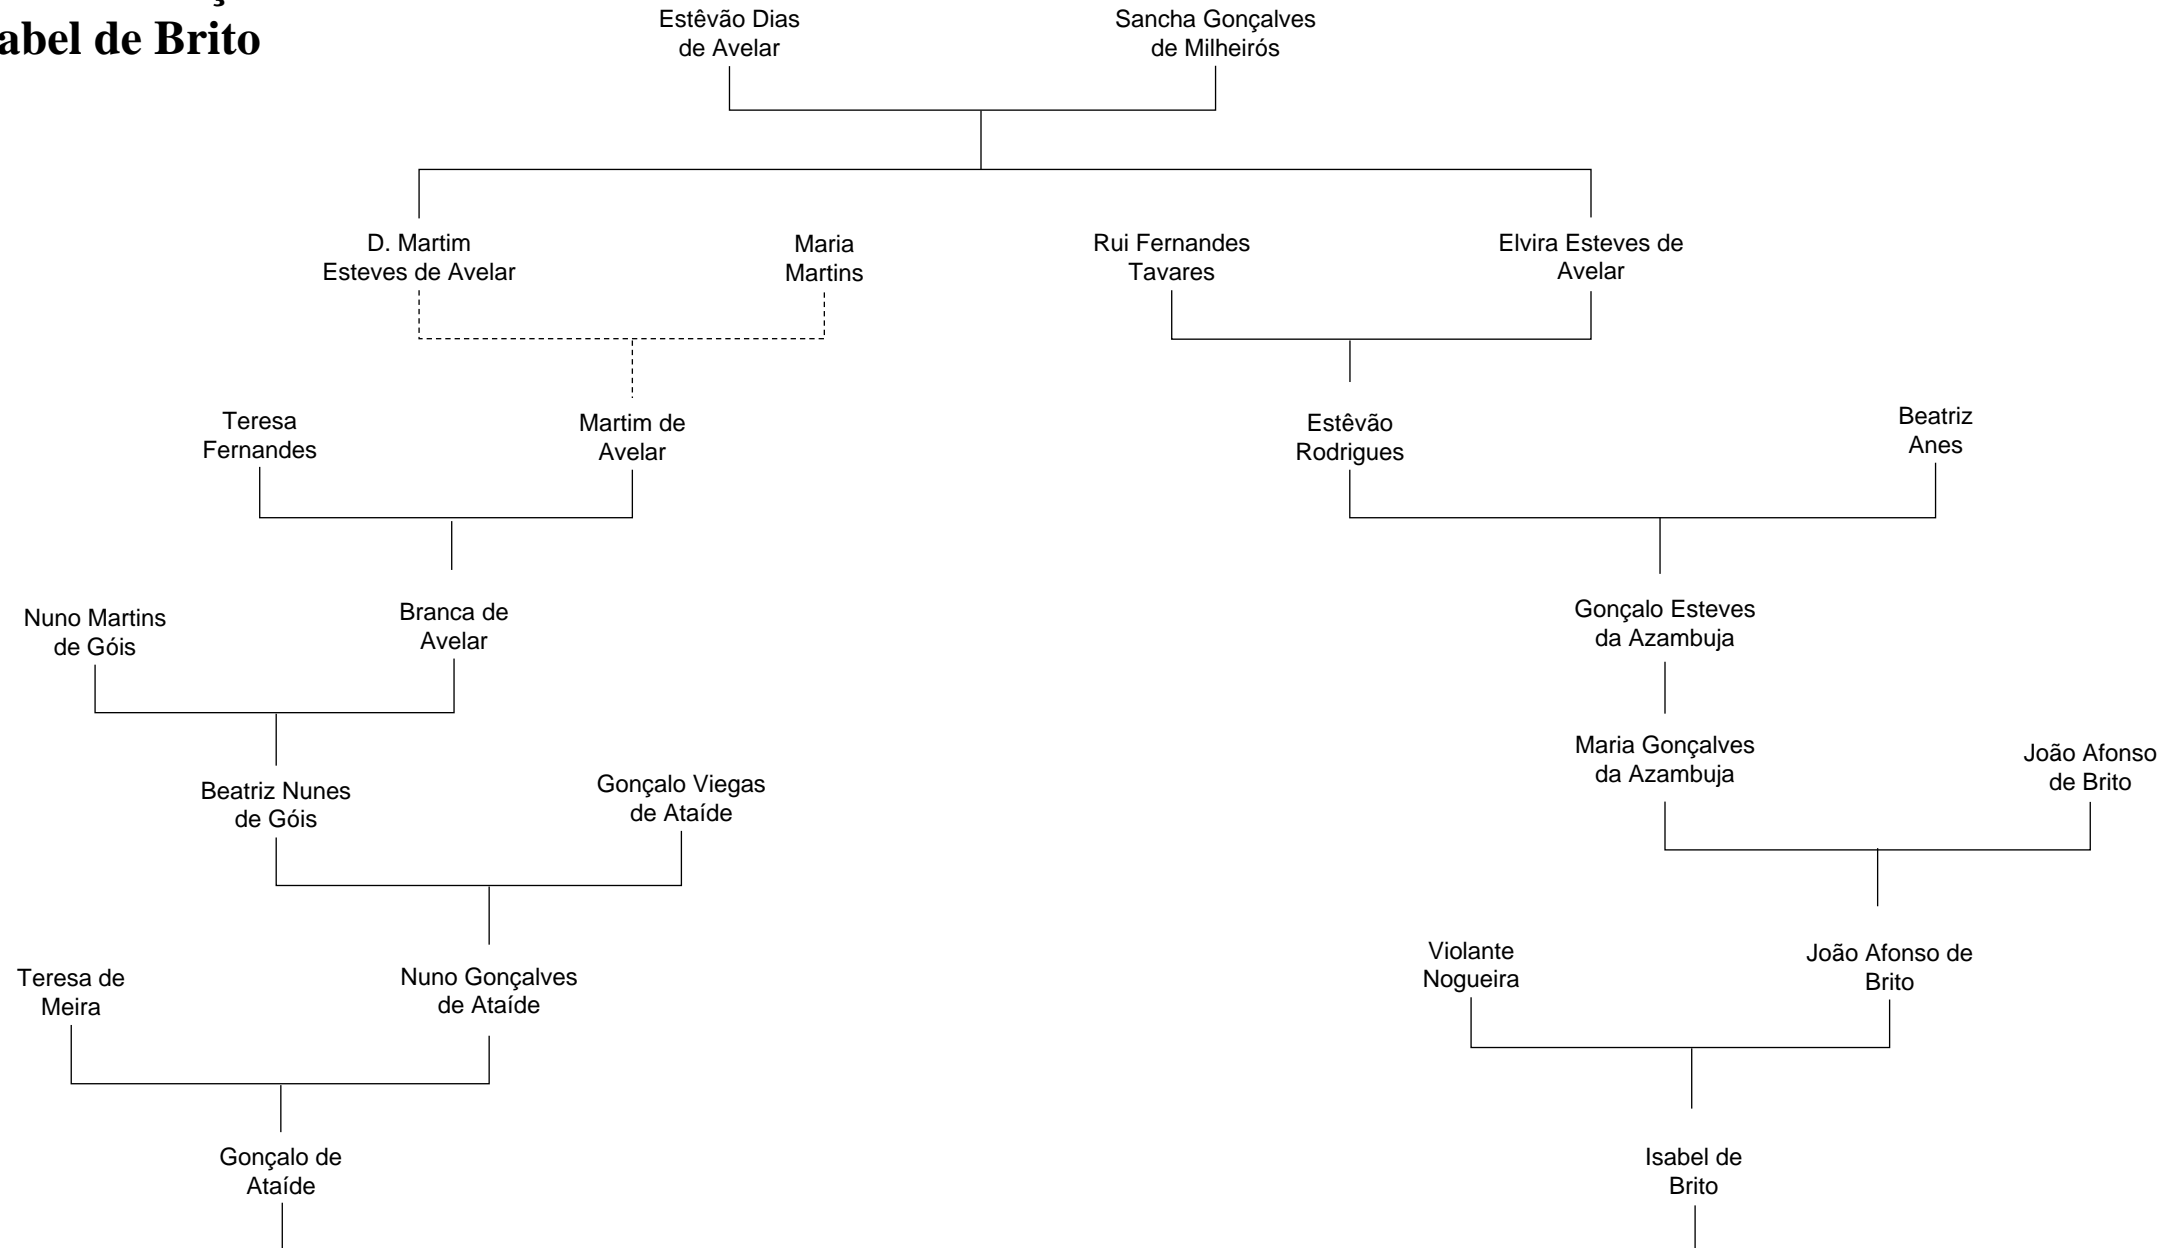 abel de Brito
Estêvão Dias
de Avelar
Sancha Gonçalves
de Milheirós
D. Martim
Esteves de Avelar
Maria
Martins
Rui Fernandes
Tavares
Elvira Esteves de
Avelar
Teresa
Fernandes
Martim de
Avelar
Estêvão
Rodrigues
Beatriz
Anes
Nuno Martins
de Góis
Branca de
Avelar
Gonçalo Esteves
da Azambuja
Beatriz Nunes
de Góis
Gonçalo Viegas
de Ataíde
Maria Gonçalves
da Azambuja
João Afonso
de Brito
Teresa de
Meira
Nuno Gonçalves
de Ataíde
Violante
Nogueira
João Afonso de
Brito
Gonçalo de
Ataíde
Isabel de
Brito